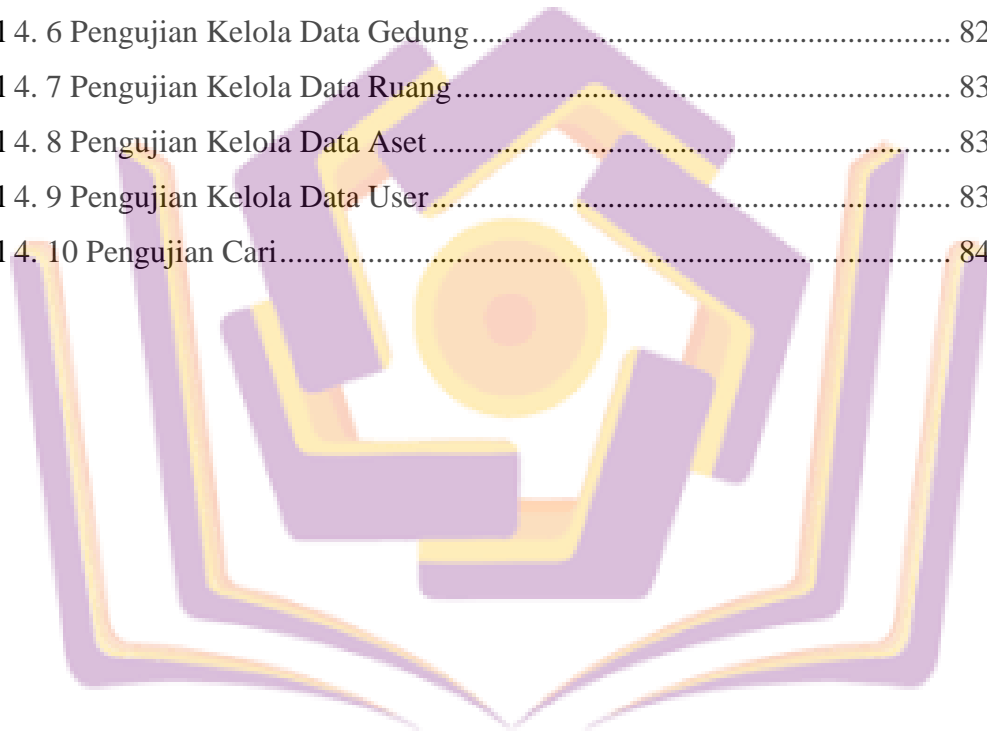 l 4. 6 Pengujian Kelola Data Gedung.................................................................. 82
l 4. 7 Pengujian Kelola Data Ruang .................................................................... 83
l 4. 8 Pengujian Kelola Data Aset ....................................................................... 83
l 4. 9 Pengujian Kelola Data User....................................................................... 83
l 4. 10 Pengujian Cari........................................................................................... 84